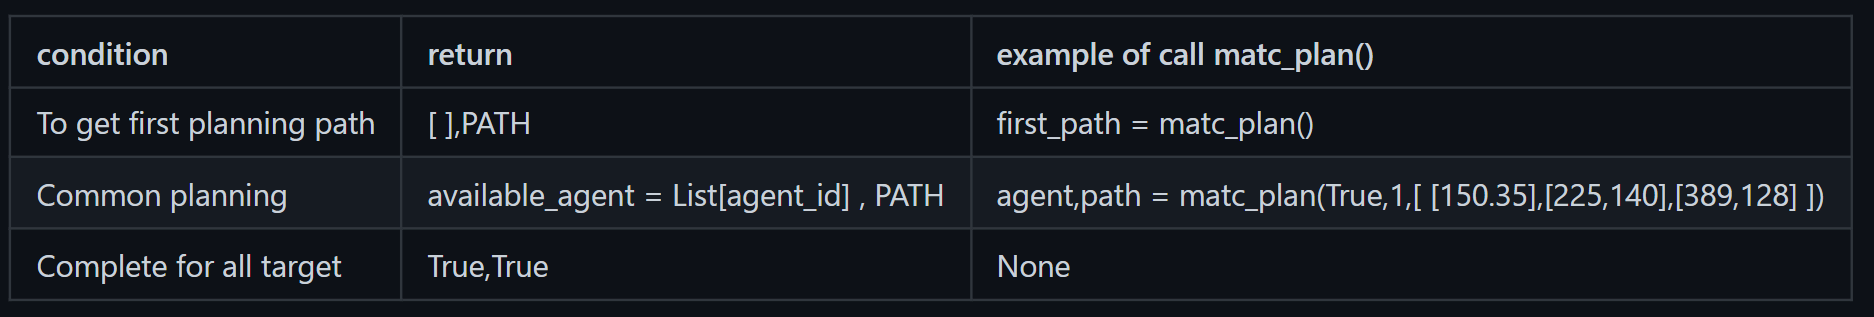 condition return example of call matc_plan()
To get first planning path [ ],PATH first_path = matc_plan()
Common planning available_agent = List[agent_id] , PATH agent,path = matc_plan(True,1,[ [150.35],[225,140],[389,128] ])
Complete for all target True,True None